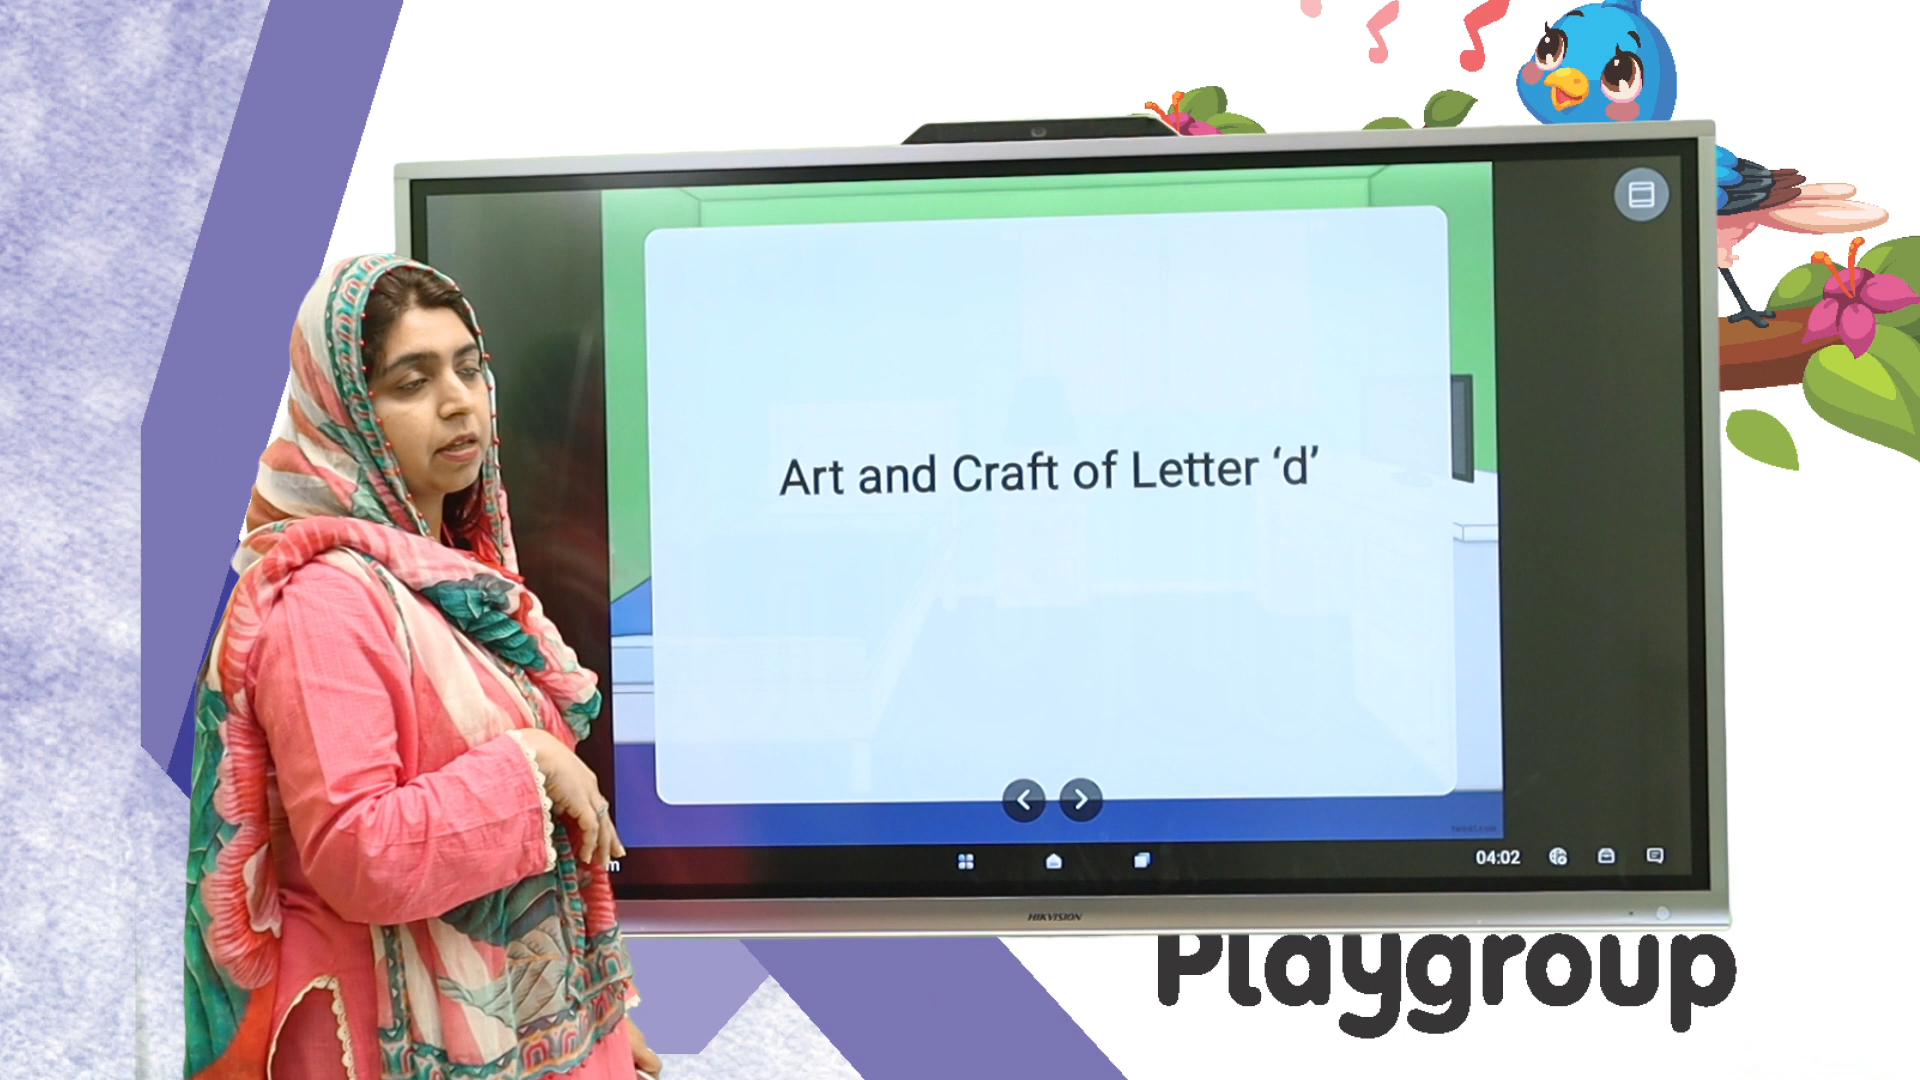 Art and Craft of Letter ‘d’
m
04:02
HIKVISION
Playgroup